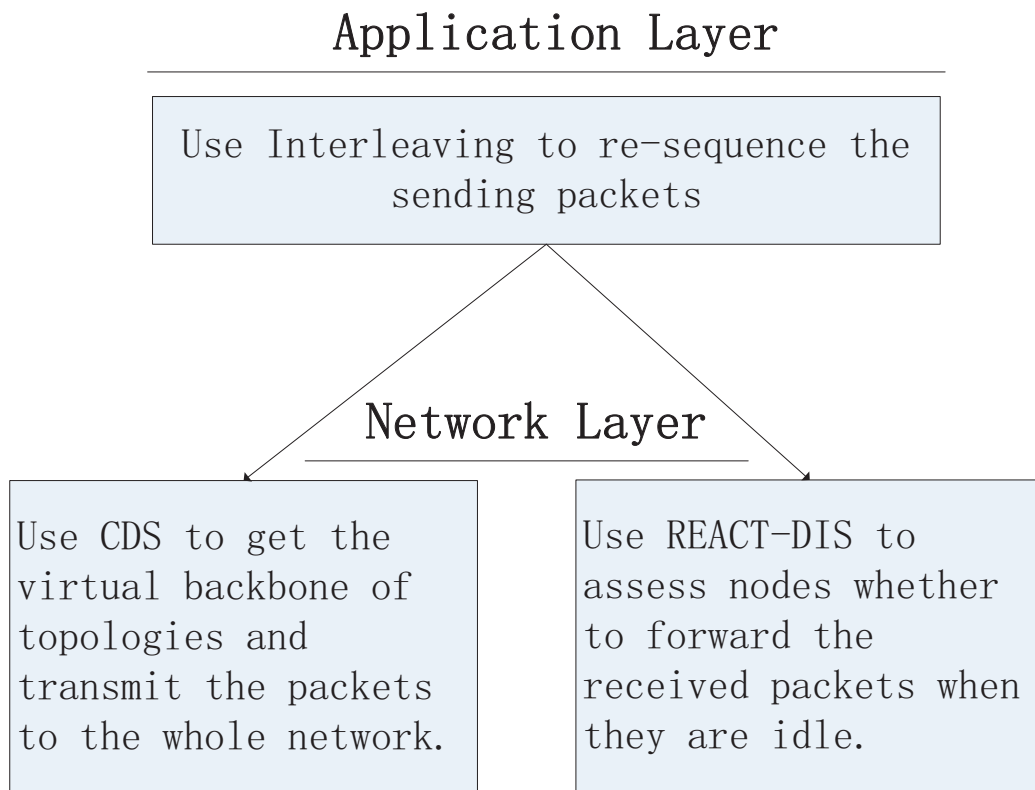 Application Layer
Use Interleaving to re-sequence the
sending packets
Network Layer
Use CDS to get the
virtual backbone of
topologies and
transmit the packets
to the whole network.
Use REACT-DIS to
assess nodes whether
to forward the
received packets when
they are idle.